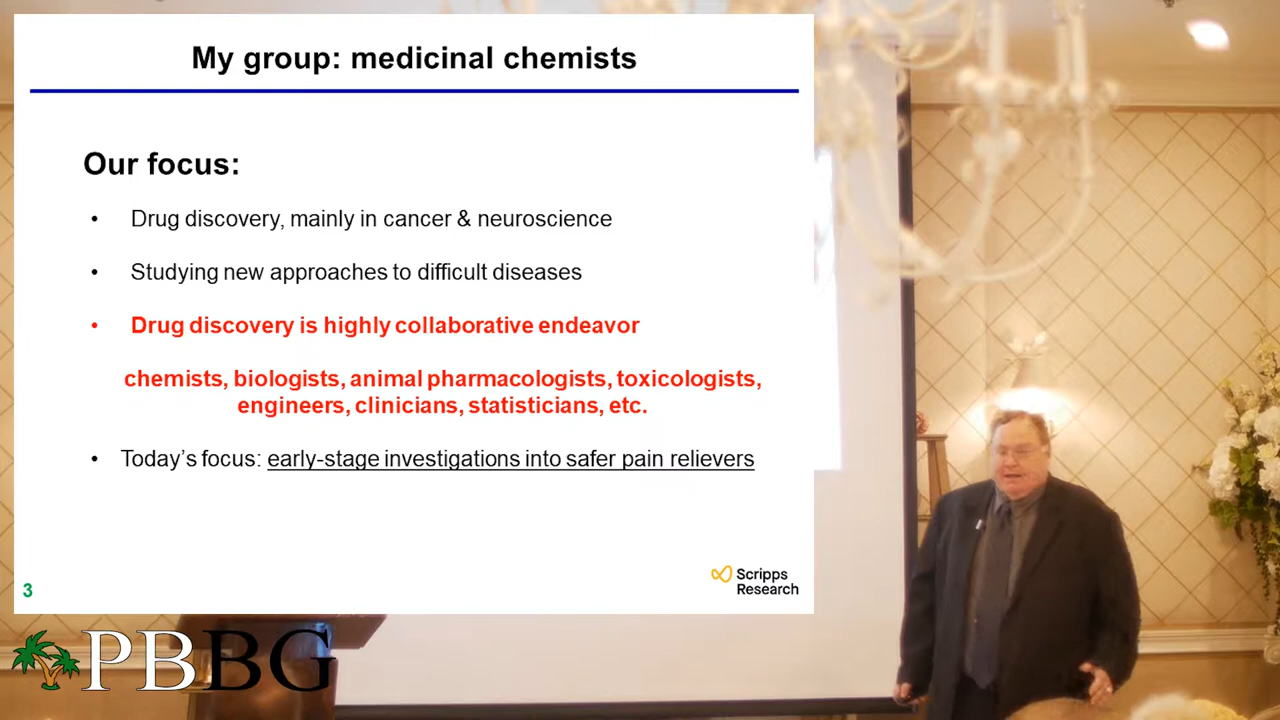 My group: medicinal chemists
Our focus:
• Drug discovery, mainly in cancer & neuroscience
• Studying new approaches to difficult diseases
• Drug discovery is highly collaborative endeavor
chemists, biologists, animal pharmacologists, toxicologists,
engineers, clinicians, statisticians, etc.
• Today’s focus: early-stage investigations into safer pain relievers
3
Scripps
Research
PBBG